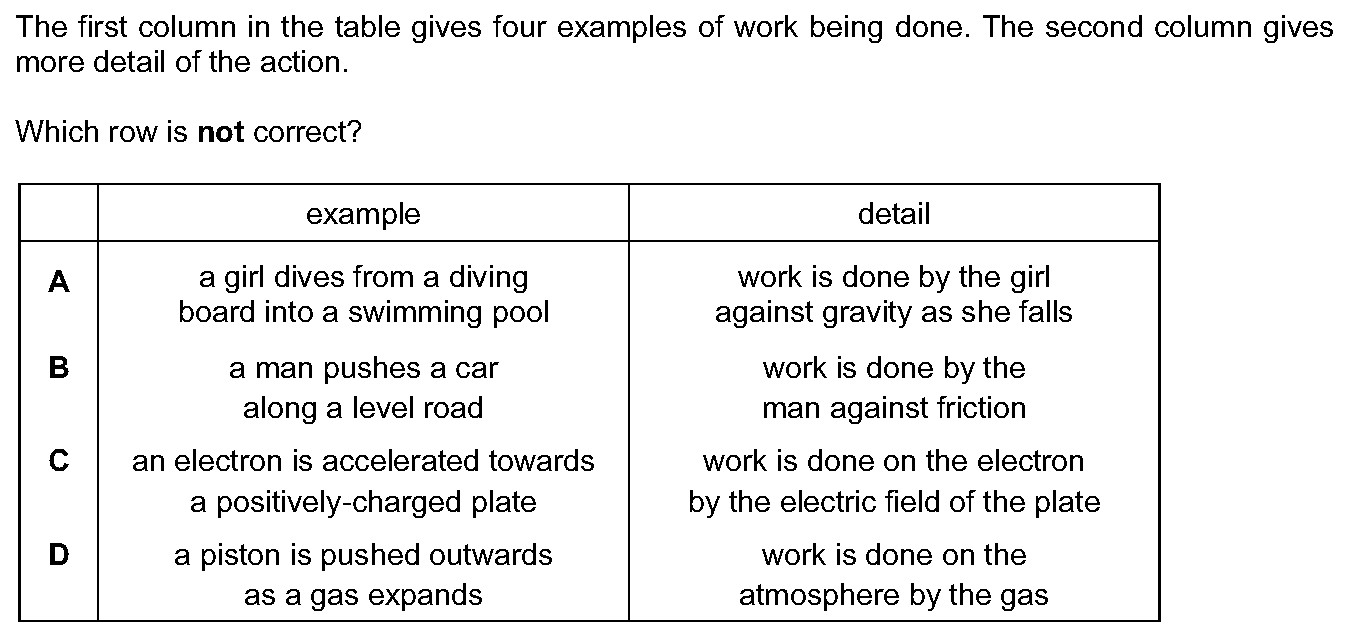 The first column in the table gives four examples of work being done. The second column gives
more detail of the action.
Which row is not correct?
example detail
A a girl dives from a diving work is done by the girl
board into a swimming pool against gravity as she falls
B a man pushes a car work is done by the
along a level road man against friction
C an electron is accelerated towards work is done on the electron
a positively-charged plate by the electric field of the plate
D a piston is pushed outwards work is done on the
as a gas expands atmosphere by the gas